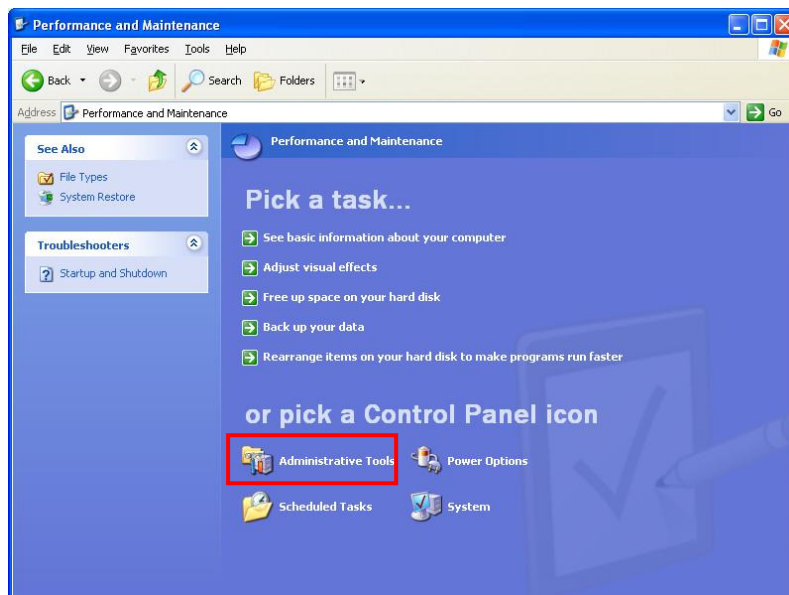 Performance and Maintenance
File Edit View Favorites Tools Help
Back Search Folders
Address Performance and Maintenance Go
See Also
File Types
System Restore
Troubleshooters
Startup and Shutdown
Performance and Maintenance
Pick a task...
See basic information about your computer
Adjust visual effects
Free up space on your hard disk
Back up your data
Rearrange items on your hard disk to make programs run faster
or pick a Control Panel icon
Administrative Tools Power Options
Scheduled Tasks System